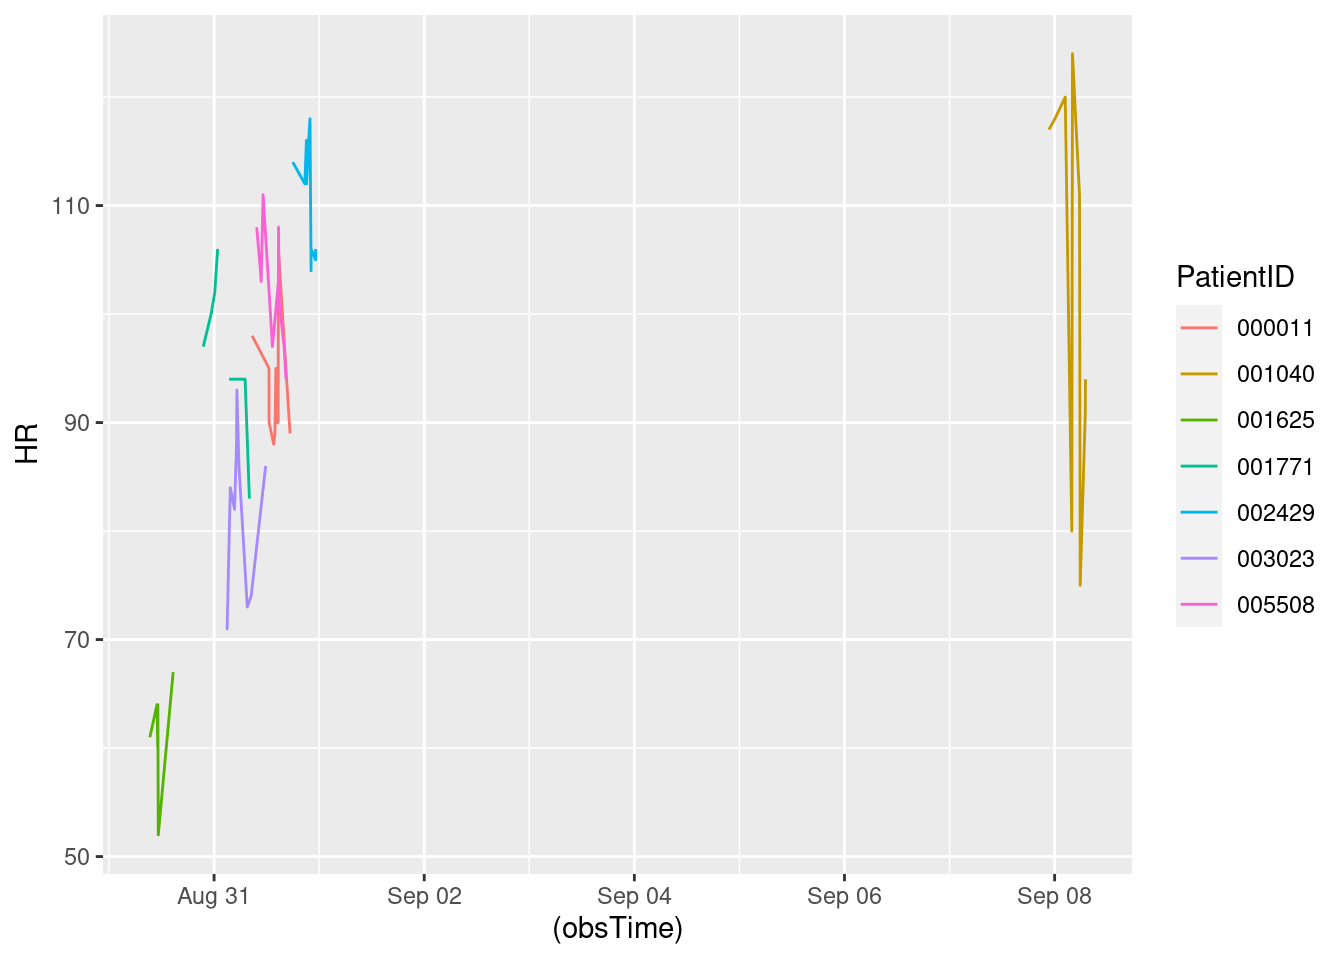 HR
110
90
70
50
Aug 31
Sep 02
Sep 04
Sep 06
Sep 08
(obsTime)
PatientID
000011
001040
001625
001771
002429
003023
005508